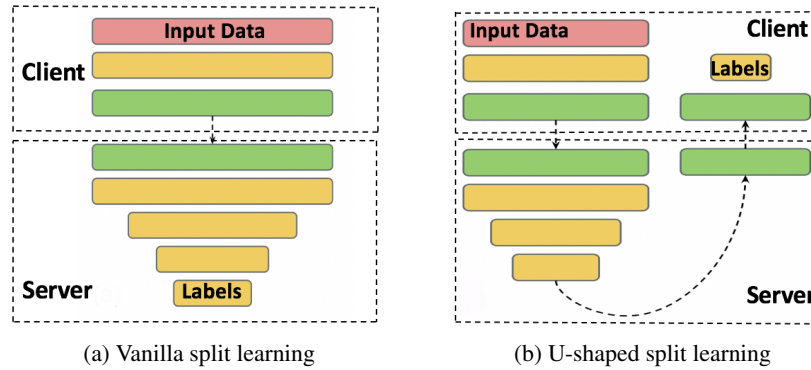 Input Data
Client
Server
Labels
(a) Vanilla split learning
Input Data
Client
Labels
Server
(b) U-shaped split learning